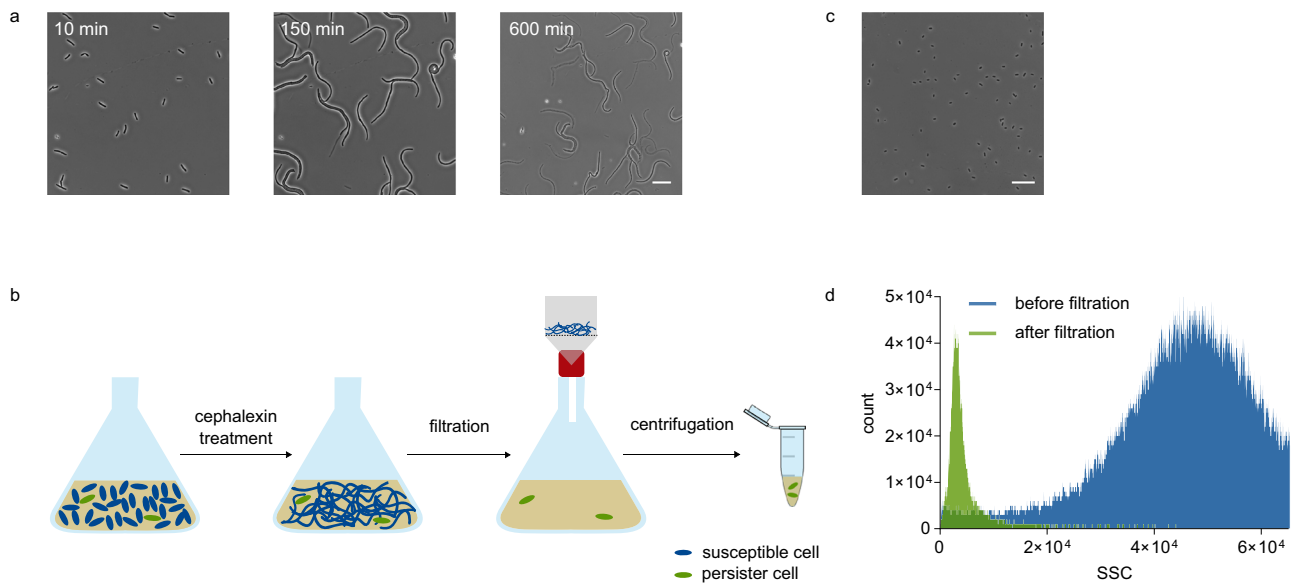 a
10 min
150 min
600 min
c
b
cephalexin
treatment
filtration
centrifugation
susceptible cell
persister cell
d
before filtration
after filtration
5× 10⁴
4× 10⁴
3× 10⁴
2× 10⁴
1× 10⁴
0
count
0
2× 10⁴
4× 10⁴
6× 10⁴
SSC